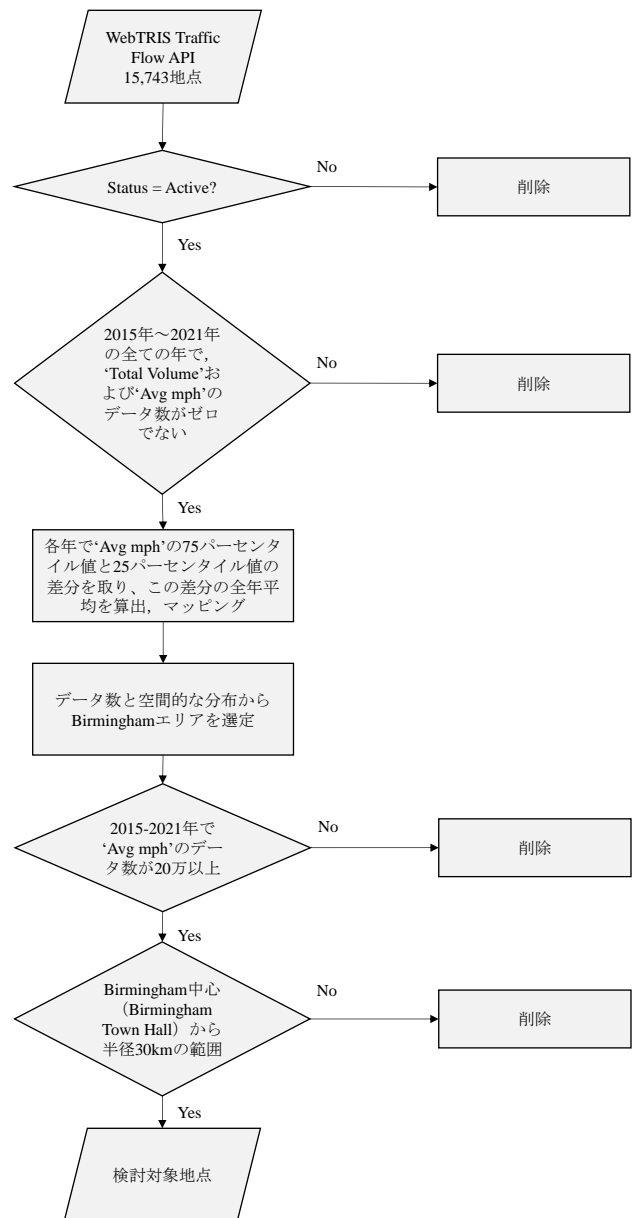 WebTRIS Traffic
Flow API
15,743地点
Status = Active?
No
削除
Yes
2015年～2021年
の全ての年で,
‘Total Volume’お
よび‘Avg mph’の
データ数がゼロ
でない
No
削除
Yes
各年で‘Avg mph’の75パーセンタ
イル値と25パーセンタイル値の
差分を取り、この差分の全年平
均を算出，マッピング
データ数と空間的な分布から
Birminghamエリアを選定
2015-2021年で
‘Avg mph’のデー
タ数が20万以上
No
削除
Yes
Birmingham中心
（Birmingham
Town Hall）から
半径30kmの範囲
No
削除
Yes
検討対象地点